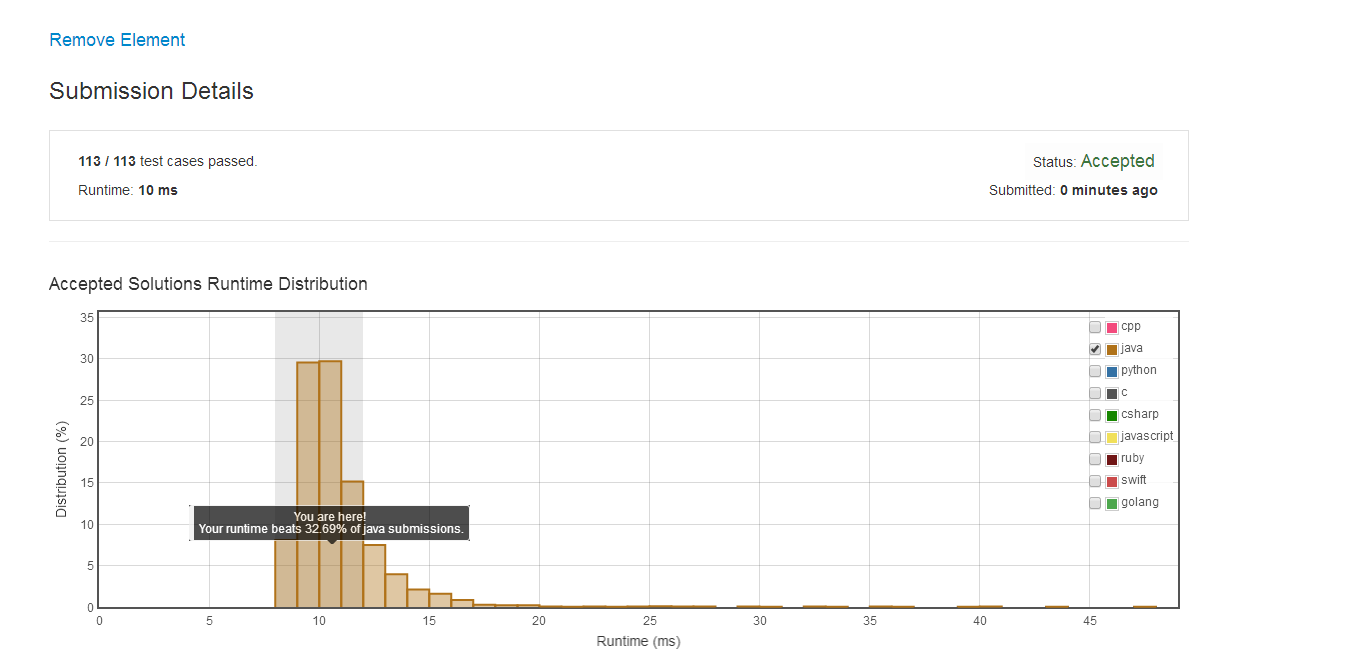 Remove Element
Submission Details
113 / 113 test cases passed.
Status: Accepted
Runtime: 10 ms
Submitted: 0 minutes ago
Accepted Solutions Runtime Distribution
35
30
25
20
15
10
5
0
Distribution (%)
You are here!
Your runtime beats 32.69% of java submissions.
cpp
java
python
c
csharp
javascript
ruby
swift
golang
0 5 10 15 20 25 30 35 40 45
Runtime (ms)